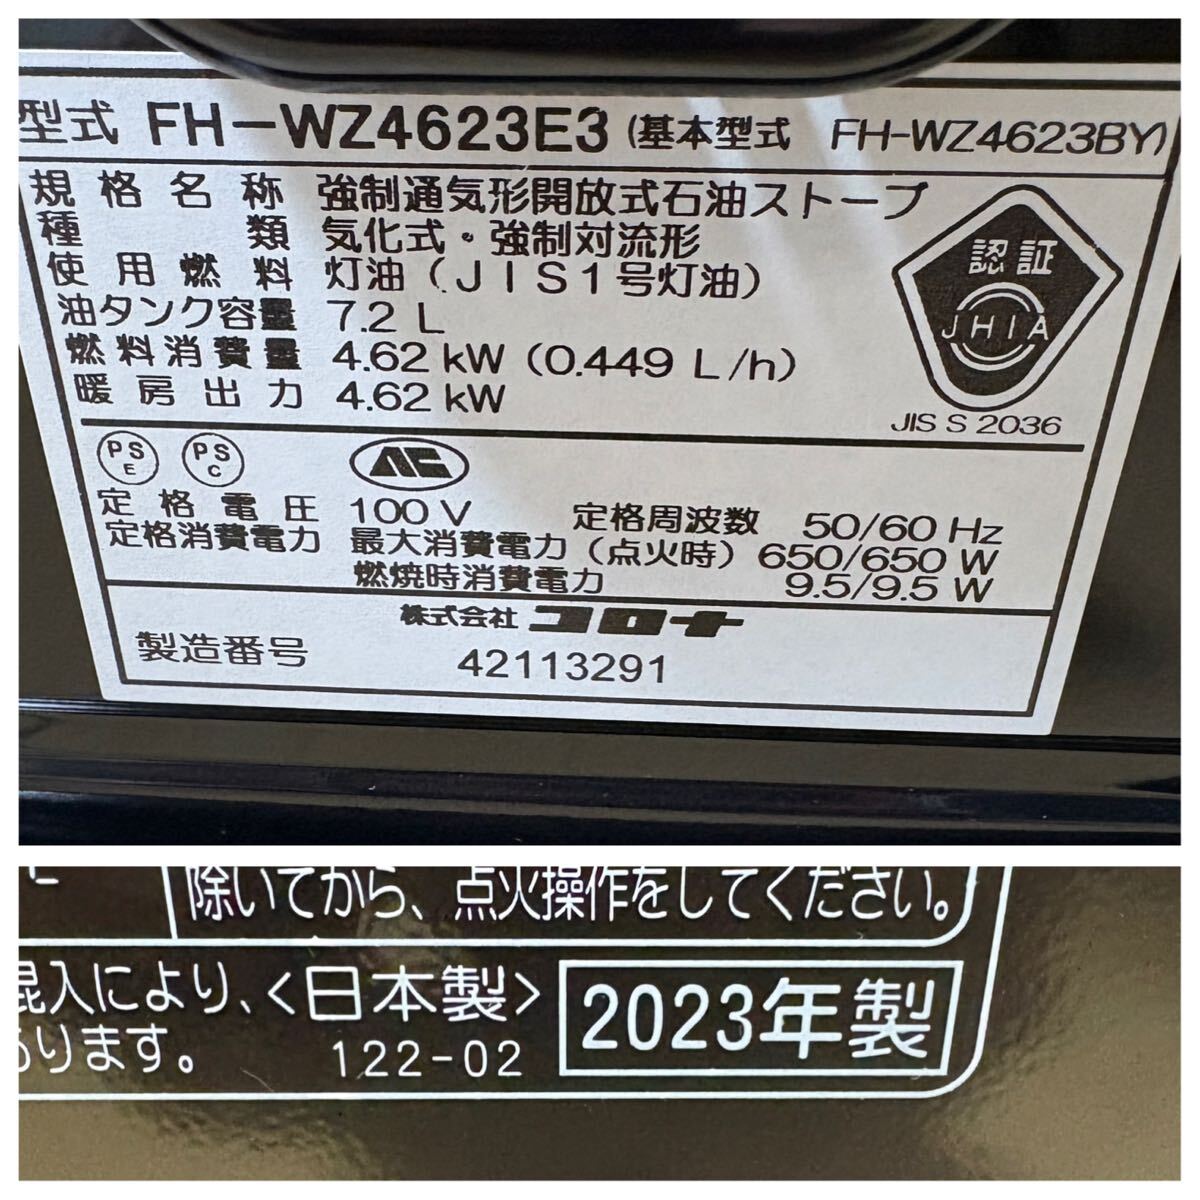 型式 FH-WZ4623E3 (基本型式 FH-WZ4623BY)
規格名称 強制通気形開放式石油ストーブ
種類 気化式・強制対流形
使用燃料 灯油(JIS1号灯油)
油タンク容量 7.2 L
燃料消費量 4.62 kW (0.449 L/h)
暖房出力 4.62 kW
認証
JHIA
JIS S 2036
PS E PS C
定格電圧 100 V 定格周波数 50/60 Hz
定格消費電力 最大消費電力(点火時) 650/650 W
燃焼時消費電力 9.5/9.5 W
株式会社 コロナ
製造番号 42113291
除いてから、点火操作をしてください。
混入により、<日本製> 2023年製
あります。 122-02